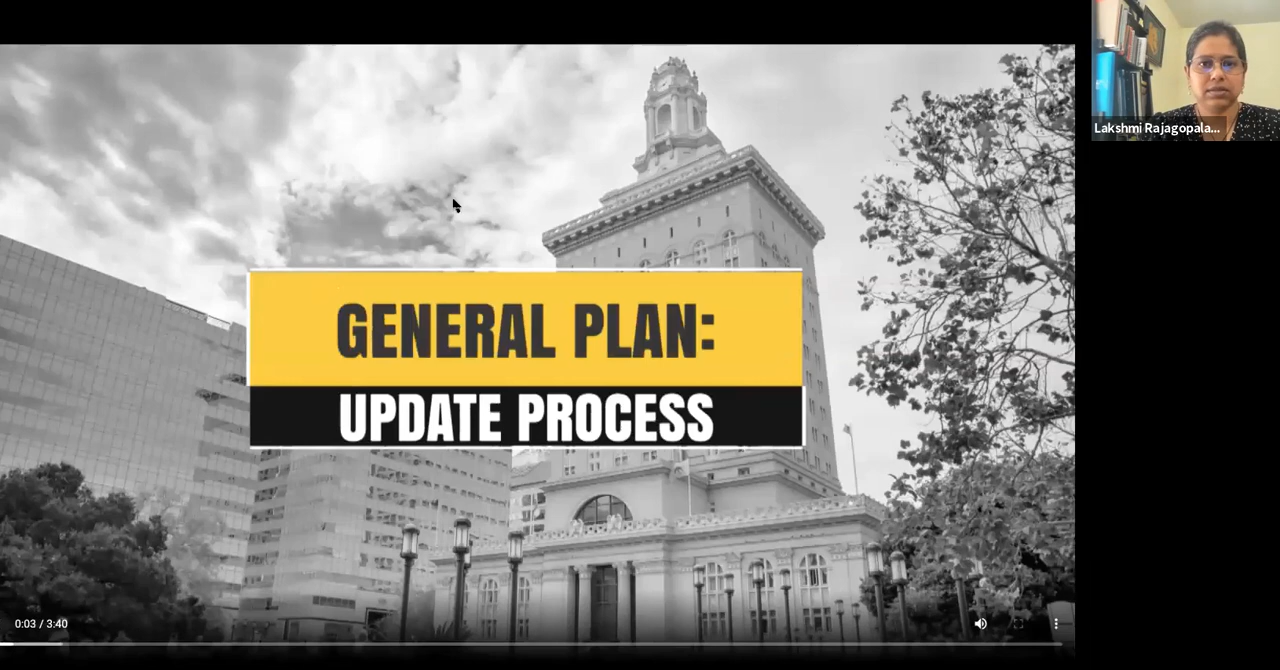 Lakshmi Rajagopala...
GENERAL PLAN:
UPDATE PROCESS
0:03 / 3:40